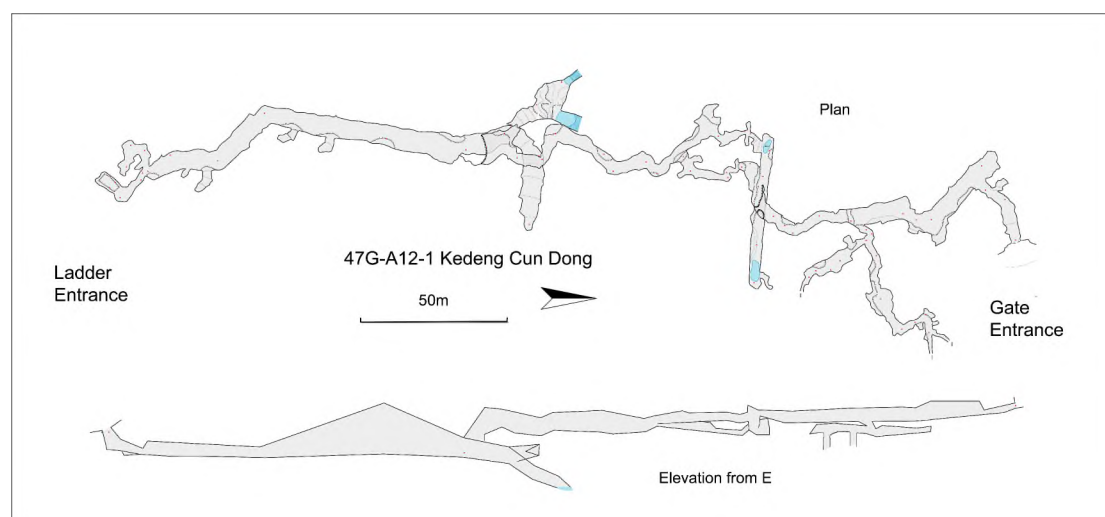 Plan
47G-A12-1 Kedeng Cun Dong
Ladder
Entrance
50m
Gate
Entrance
Elevation from E